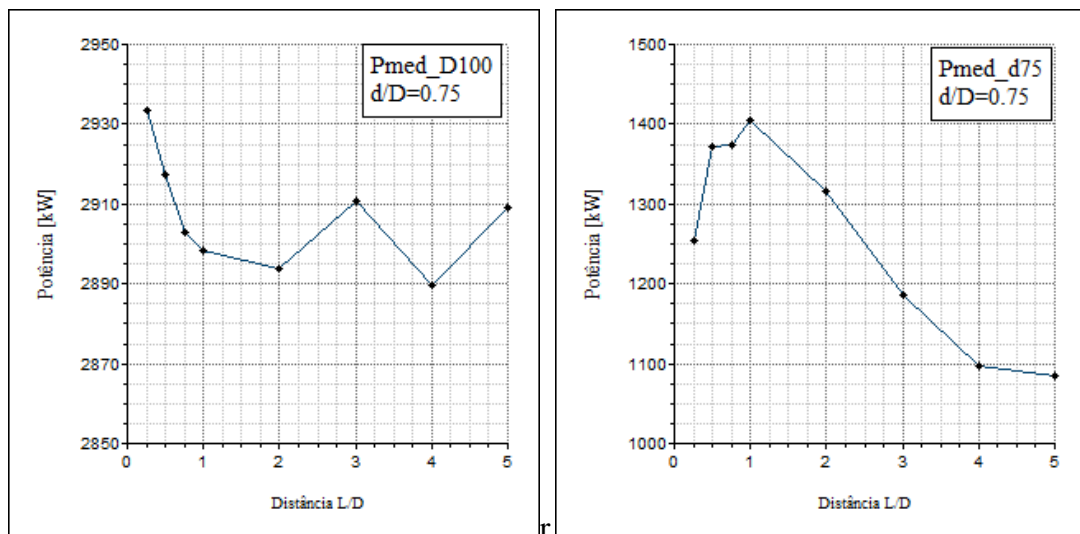 2950
2930
2910
2890
2870
2850
Potência [kW]
Pmed_D100
d/D=0.75
0 1 2 3 4 5
Distância L/D
r
1500
1400
1300
1200
1100
1000
Potência [kW]
Pmed_d75
d/D=0.75
0 1 2 3 4 5
Distância L/D